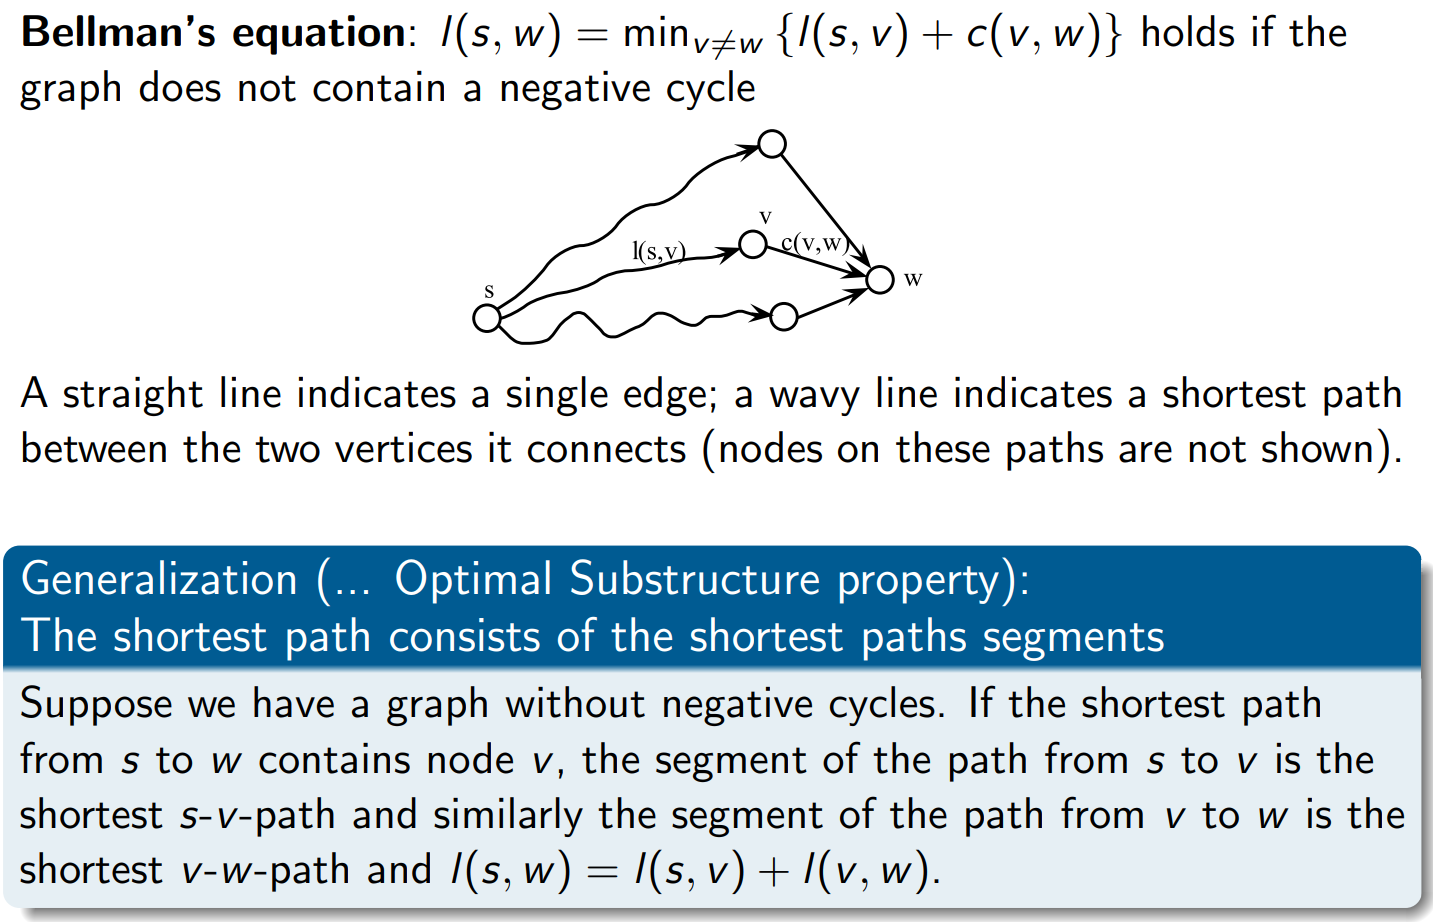 Bellman's equation: l(s, w) = min_{v≠w} {l(s, v) + c(v, w)} holds if the
graph does not contain a negative cycle
v
l(s,v)
c(v,w)
w
s
A straight line indicates a single edge; a wavy line indicates a shortest path
between the two vertices it connects (nodes on these paths are not shown).
Generalization (... Optimal Substructure property):
The shortest path consists of the shortest paths segments
Suppose we have a graph without negative cycles. If the shortest path
from s to w contains node v, the segment of the path from s to v is the
shortest s-v-path and similarly the segment of the path from v to w is the
shortest v-w-path and l(s, w) = l(s, v) + l(v, w).